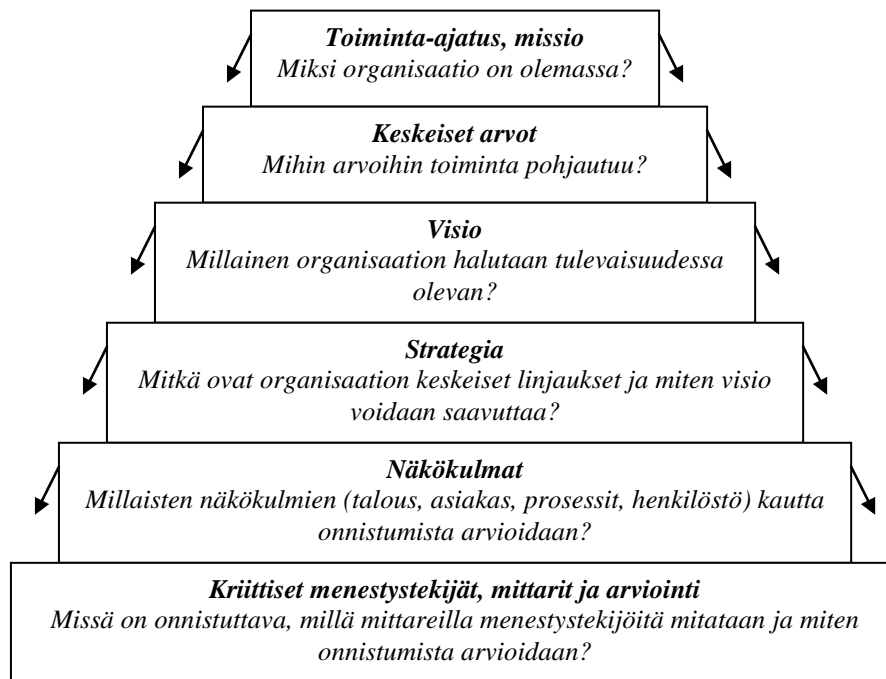 Toiminta-ajatus, missio
Miksi organisaatio on olemassa?
Keskeiset arvot
Mihin arvoihin toiminta pohjautuu?
Visio
Millainen organisaation halutaan tulevaisuudessa
olevan?
Strategia
Mitkä ovat organisaation keskeiset linjaukset ja miten visio
voidaan saavuttaa?
Näkökulmat
Millaisten näkökulmien (talous, asiakas, prosessit, henkilöstö) kautta
onnistumista arvioidaan?
Kriittiset menestystekijät, mittarit ja arviointi
Missä on onnistuttava, millä mittareilla menestystekijöitä mitataan ja miten
onnistumista arvioidaan?